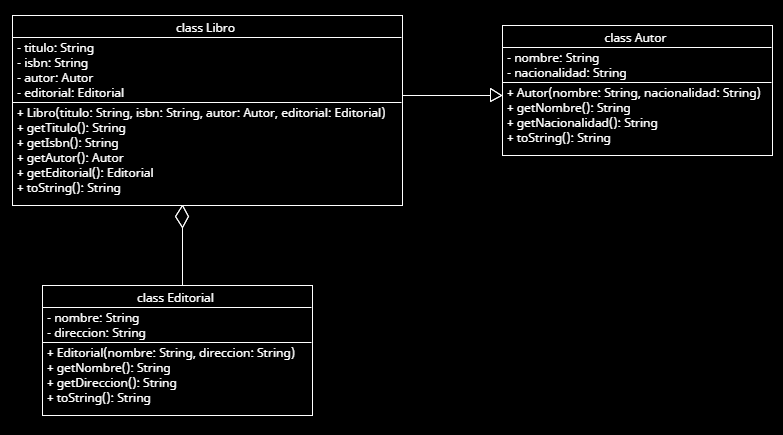 class Libro
- titulo: String
- isbn: String
- autor: Autor
- editorial: Editorial
+ Libro(titulo: String, isbn: String, autor: Autor, editorial: Editorial)
+ getTitulo(): String
+ getIsbn(): String
+ getAutor(): Autor
+ getEditorial(): Editorial
+ toString(): String
class Autor
- nombre: String
- nacionalidad: String
+ Autor(nombre: String, nacionalidad: String)
+ getNombre(): String
+ getNacionalidad(): String
+ toString(): String
class Editorial
- nombre: String
- direccion: String
+ Editorial(nombre: String, direccion: String)
+ getNombre(): String
+ getDireccion(): String
+ toString(): String